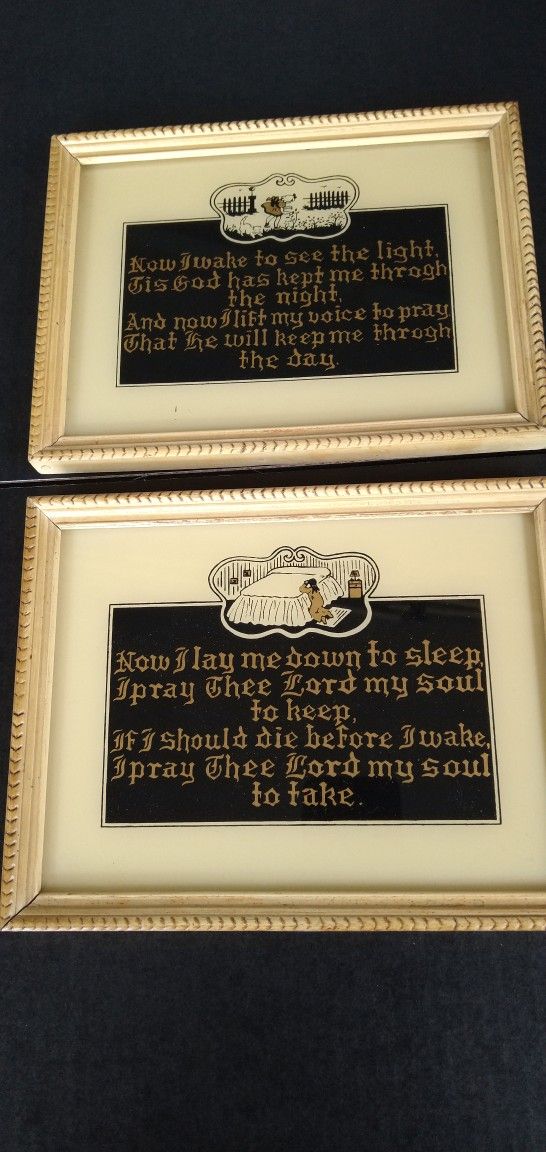 Now I wake to see the light,
Tis God has kept me throgh
the night,
And now I lift my voice to pray
That He will keep me throgh
the day.
Now I lay me down to sleep,
I pray Thee Lord my soul
to keep,
If I should die before I wake,
I pray Thee Lord my soul
to take.